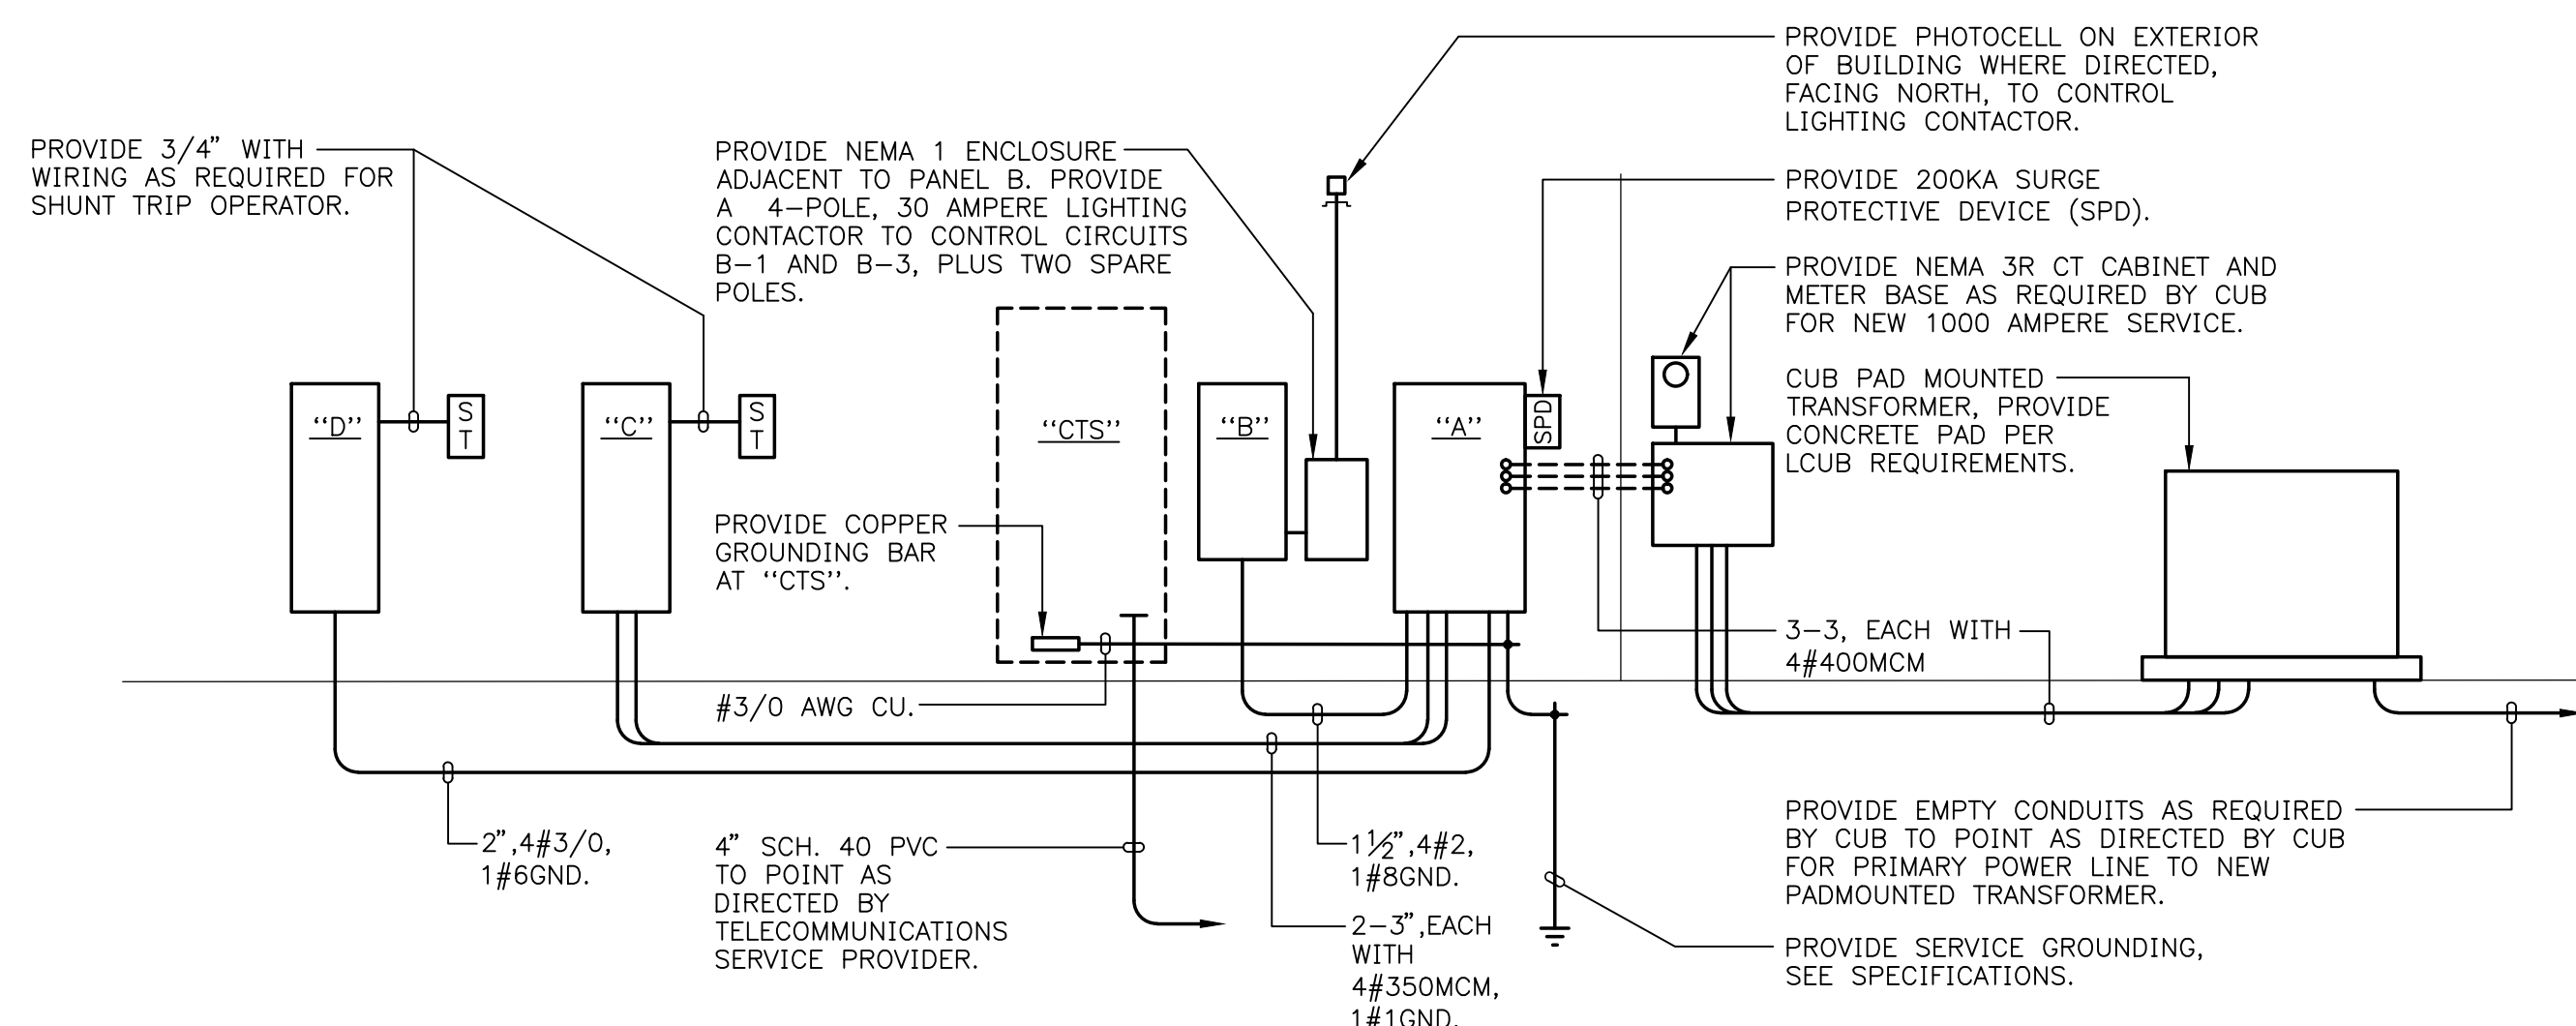 PROVIDE PHOTOCELL ON EXTERIOR
OF BUILDING WHERE DIRECTED,
FACING NORTH, TO CONTROL
LIGHTING CONTACTOR.
PROVIDE 3/4” WITH
WIRING AS REQUIRED FOR
SHUNT TRIP OPERATOR.
PROVIDE NEMA 1 ENCLOSURE
ADJACENT TO PANEL B. PROVIDE
A 4-POLE, 30 AMPERE LIGHTING
CONTACTOR TO CONTROL CIRCUITS
B-1 AND B-3, PLUS TWO SPARE
POLES.
PROVIDE 200KA SURGE
PROTECTIVE DEVICE (SPD).
PROVIDE NEMA 3R CT CABINET AND
METER BASE AS REQUIRED BY CUB
FOR NEW 1000 AMPERE SERVICE.
CUB PAD MOUNTED
TRANSFORMER, PROVIDE
CONCRETE PAD PER
LCUB REQUIREMENTS.
“D”
S
T
“C”
S
T
“CTS”
“B”
“A”
SPD
PROVIDE COPPER
GROUNDING BAR
AT “CTS”.
3-3, EACH WITH
4#400MCM
#3/0 AWG CU.
2”,4#3/0,
1#6GND.
4” SCH. 40 PVC
TO POINT AS
DIRECTED BY
TELECOMMUNICATIONS
SERVICE PROVIDER.
1½”,4#2,
1#8GND.
2-3”,EACH
WITH
4#350MCM,
1#1GND.
PROVIDE EMPTY CONDUITS AS REQUIRED
BY CUB TO POINT AS DIRECTED BY CUB
FOR PRIMARY POWER LINE TO NEW
PADMOUNTED TRANSFORMER.
PROVIDE SERVICE GROUNDING,
SEE SPECIFICATIONS.